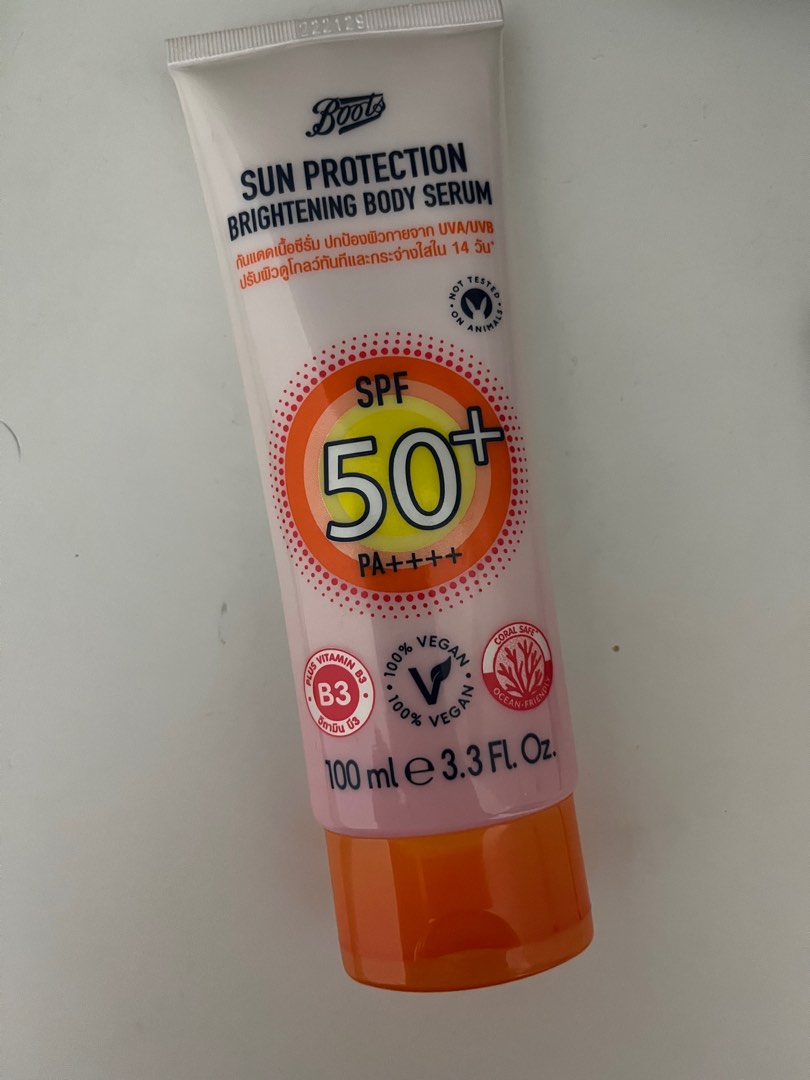 222129
Boots
SUN PROTECTION
BRIGHTENING BODY SERUM
กันแดดเนื้อซีรั่ม ปกป้องผิวกายจาก UVA/UVB
ปรับผิวดูโกลว์ทันทีและกระจ่างใสใน 14 วัน*
NOT TESTED
ON ANIMALS
SPF
50+
PA++++
PLUS VITAMIN B3
B3
วิตามิน บี3
100% VEGAN
100% VEGAN
CORAL SAFE™
OCEAN-FRIENDLY
100 ml e 3.3 Fl. Oz.